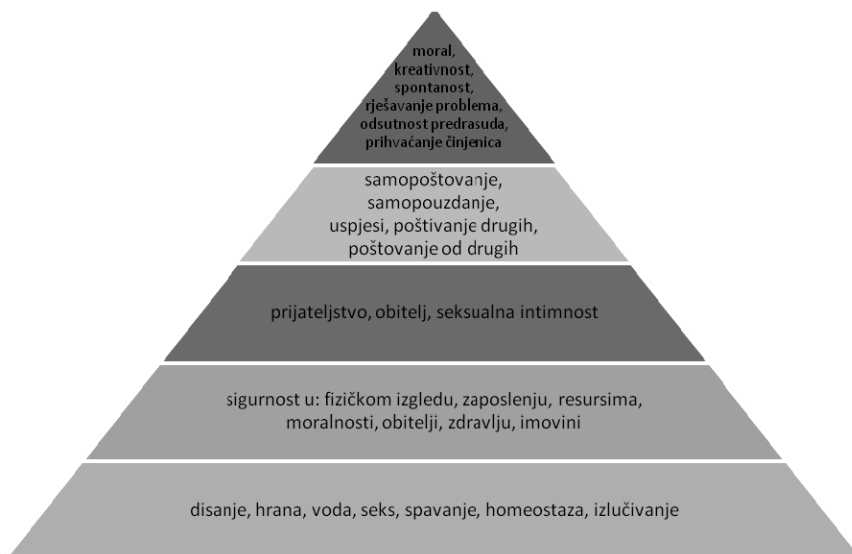 moral,
kreativnost,
spontanost,
rješavanje problema,
odsutnost predrasuda,
prihvaćanje činjenica
samopoštovanje,
samopouzdanje,
uspjesi, poštivanje drugih,
poštovanje od drugih
prijateljstvo, obitelj, seksualna intimnost
sigurnost u: fizičkom izgledu, zaposlenju, resursima,
moralnosti, obitelji, zdravlju, imovini
disanje, hrana, voda, seks, spavanje, homeostaza, izlučivanje